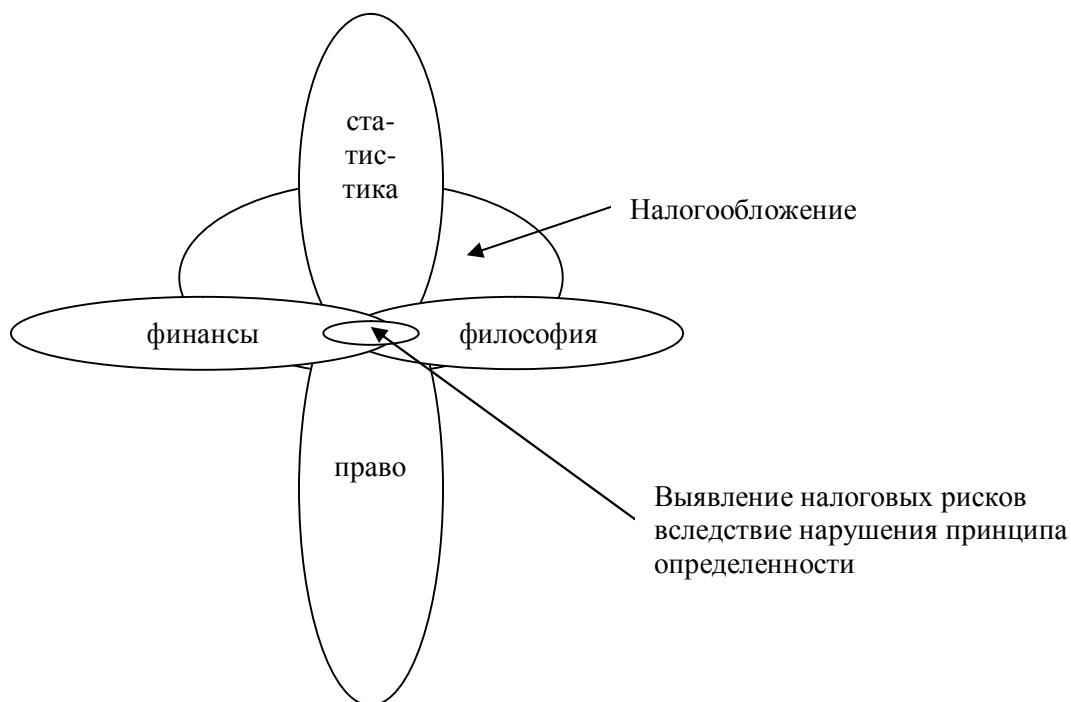 ста-
тис-
тика
Налогообложение
финансы
философия
право
Выявление налоговых рисков
вследствие нарушения принципа
определенности